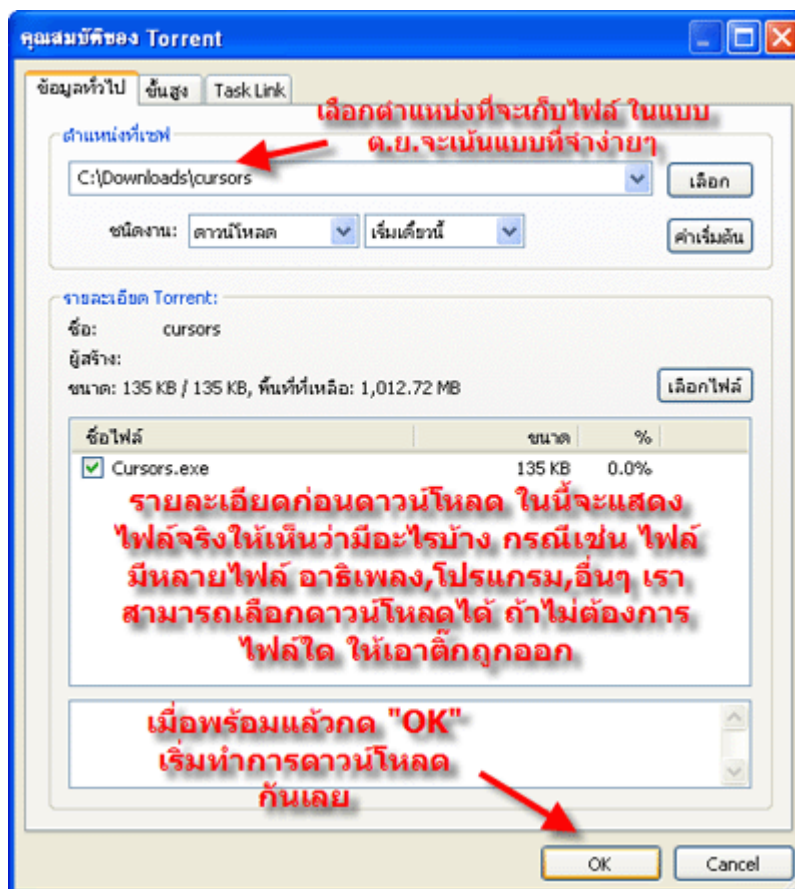 คุณสมบัติของ Torrent
ข้อมูลทั่วไป ขั้นสูง Task Link
เลือกตำแหน่งที่จะเก็บไฟล์ ในแบบ
ต.ย.จะเน้นแบบที่จำง่ายๆ
ตำแหน่งที่เซฟ
C:\Downloads\cursors เลือก
ชนิดงาน: ดาวน์โหลด เริ่มเดี๋ยวนี้ ค่าเริ่มต้น
รายละเอียด Torrent:
ชื่อ: cursors
ผู้สร้าง:
ขนาด: 135 KB / 135 KB, พื้นที่ที่เหลือ: 1,012.72 MB เลือกไฟล์
ชื่อไฟล์ ขนาด %
Cursors.exe 135 KB 0.0%
รายละเอียดก่อนดาวน์โหลด ในนี้จะแสดง
ไฟล์จริงให้เห็นว่ามีอะไรบ้าง กรณีเช่น ไฟล์
มีหลายไฟล์ อาธิเพลง,โปรแกรม,อื่นๆ เรา
สามารถเลือกดาวน์โหลดได้ ถ้าไม่ต้องการ
ไฟล์ใด ให้เอาติ๊กถูกออก
เมื่อพร้อมแล้วกด "OK"
เริ่มทำการดาวน์โหลด
กันเลย
OK Cancel